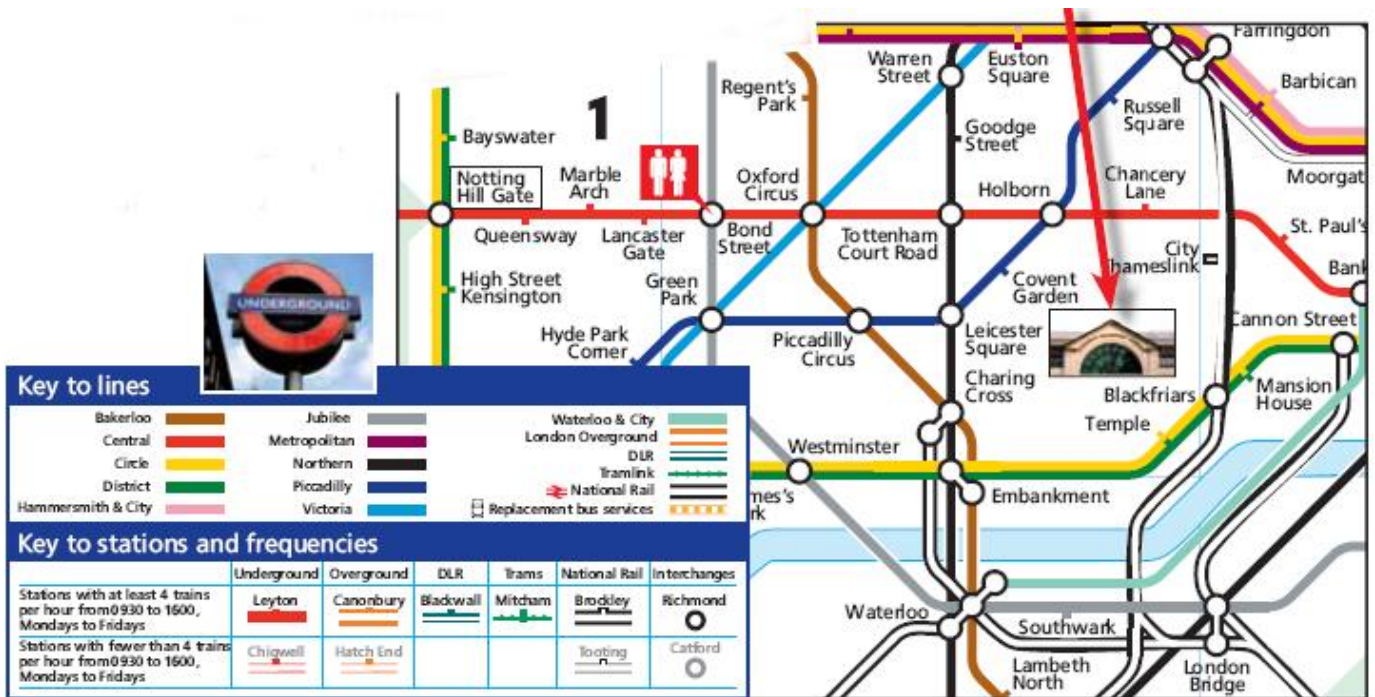 Farringdon
Warren
Street
Euston
Square
Regent's
Park
Barbican
1
Russell
Square
Bayswater
Goodge
Street
Notting
Hill Gate
Marble
Arch
Oxford
Circus
Holborn
Chancery
Lane
Moorgat
Queensway
Lancaster
Gate
Bond
Street
Tottenham
Court Road
St. Paul's
City
Thameslink
High Street
Kensington
Green
Park
Covent
Garden
Bank
UNDERGROUND
Hyde Park
Corner
Piccadilly
Circus
Leicester
Square
Cannon Street
Charing
Cross
Blackfriars
Mansion
House
Temple
Westminster
mes's
rk
Embankment
Waterloo
Southwark
Lambeth
North
London
Bridge
Key to lines
Bakerloo
Central
Circle
District
Hammersmith & City
Jubilee
Metropolitan
Northern
Piccadilly
Victoria
Waterloo & City
London Overground
DLR
Tramlink
National Rail
Replacement bus services
Key to stations and frequencies
Underground Overground DLR Trams National Rail Interchanges
Stations with at least 4 trains
per hour from 0930 to 1600,
Mondays to Fridays
Leyton Canonbury Blackwall Mitcham Brockley Richmond
Stations with fewer than 4 trains
per hour from 0930 to 1600,
Mondays to Fridays
Chigwell Hatch End Tooting Catford